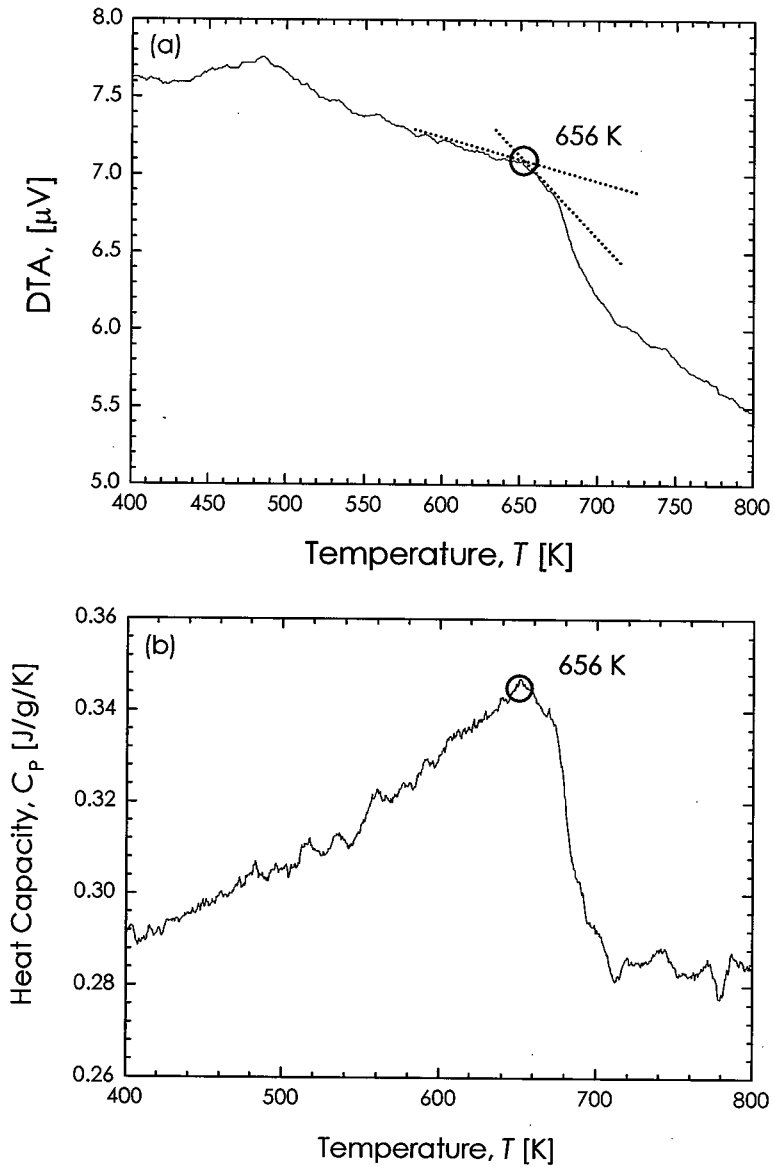 (a)
656 K
DTA, [μV]
8.0
7.5
7.0
6.5
6.0
5.5
5.0
400 450 500 550 600 650 700 750 800
Temperature, T [K]
(b)
656 K
Heat Capacity, C_P [J/g/K]
0.36
0.34
0.32
0.30
0.28
0.26
400 500 600 700 800
Temperature, T [K]